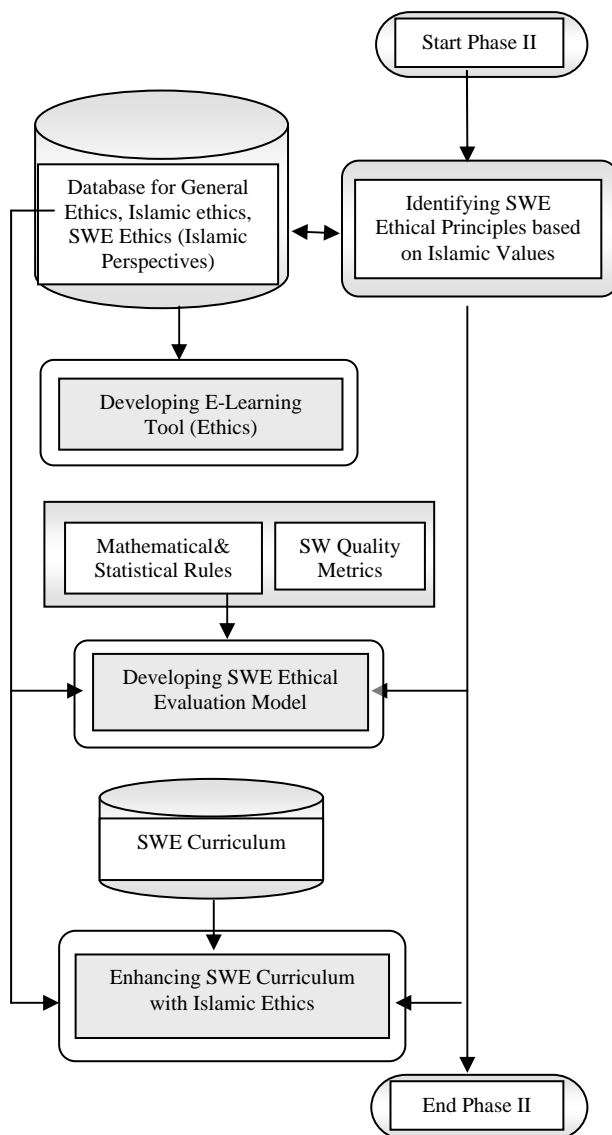 Start Phase II
Database for General
Ethics, Islamic ethics,
SWE Ethics (Islamic
Perspectives)
Identifying SWE
Ethical Principles based
on Islamic Values
Developing E-Learning
Tool (Ethics)
Mathematical&
Statistical Rules
SW Quality
Metrics
Developing SWE Ethical
Evaluation Model
SWE Curriculum
Enhancing SWE Curriculum
with Islamic Ethics
End Phase II